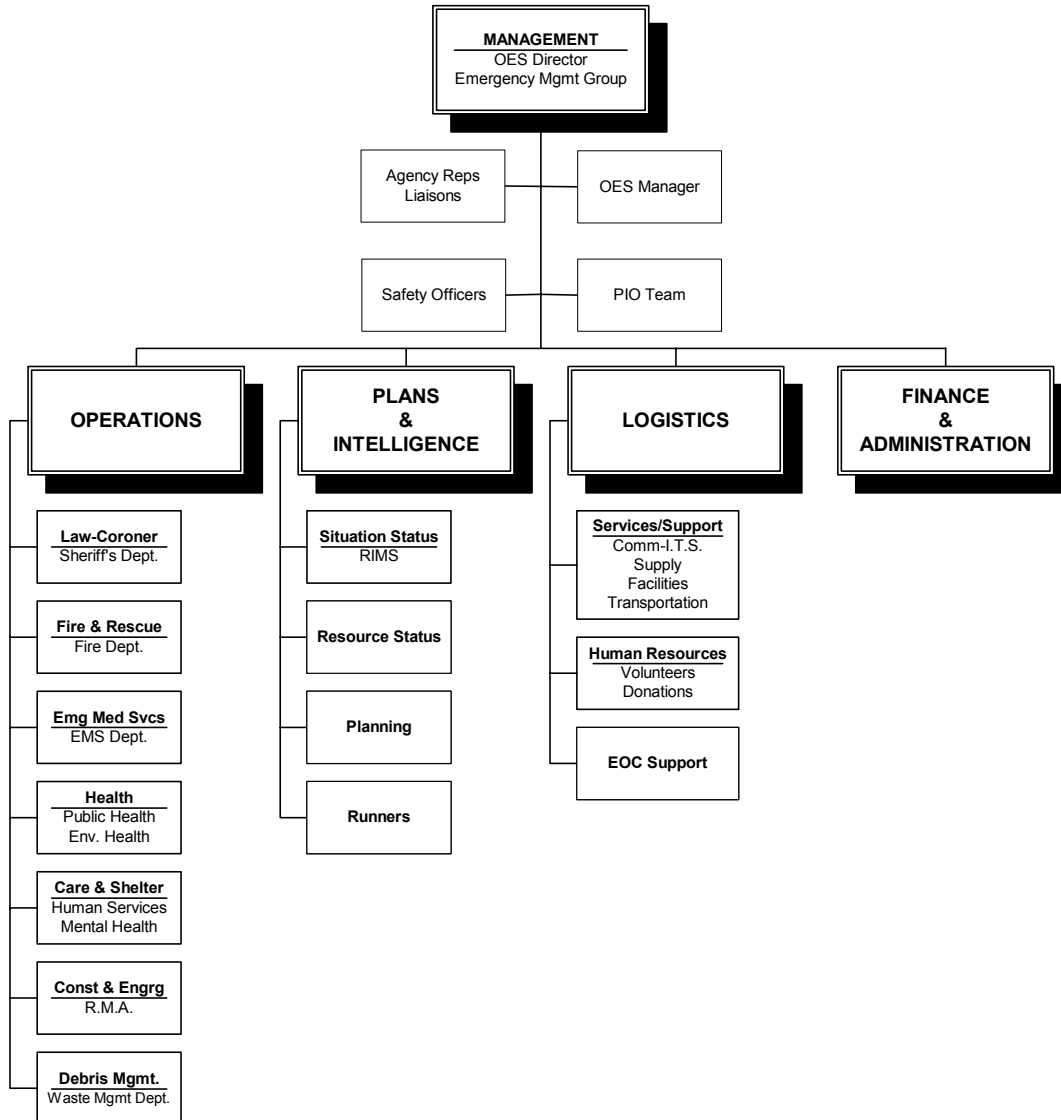 MANAGEMENT
OES Director
Emergency Mgmt Group
Agency Reps
Liaisons
OES Manager
Safety Officers
PIO Team
OPERATIONS
PLANS
&
INTELLIGENCE
LOGISTICS
FINANCE
&
ADMINISTRATION
Law-Coroner
Sheriff's Dept.
Fire & Rescue
Fire Dept.
Emg Med Svcs
EMS Dept.
Health
Public Health
Env. Health
Care & Shelter
Human Services
Mental Health
Const & Engrg
R.M.A.
Debris Mgmt.
Waste Mgmt Dept.
Situation Status
RIMS
Resource Status
Planning
Runners
Services/Support
Comm-I.T.S.
Supply
Facilities
Transportation
Human Resources
Volunteers
Donations
EOC Support